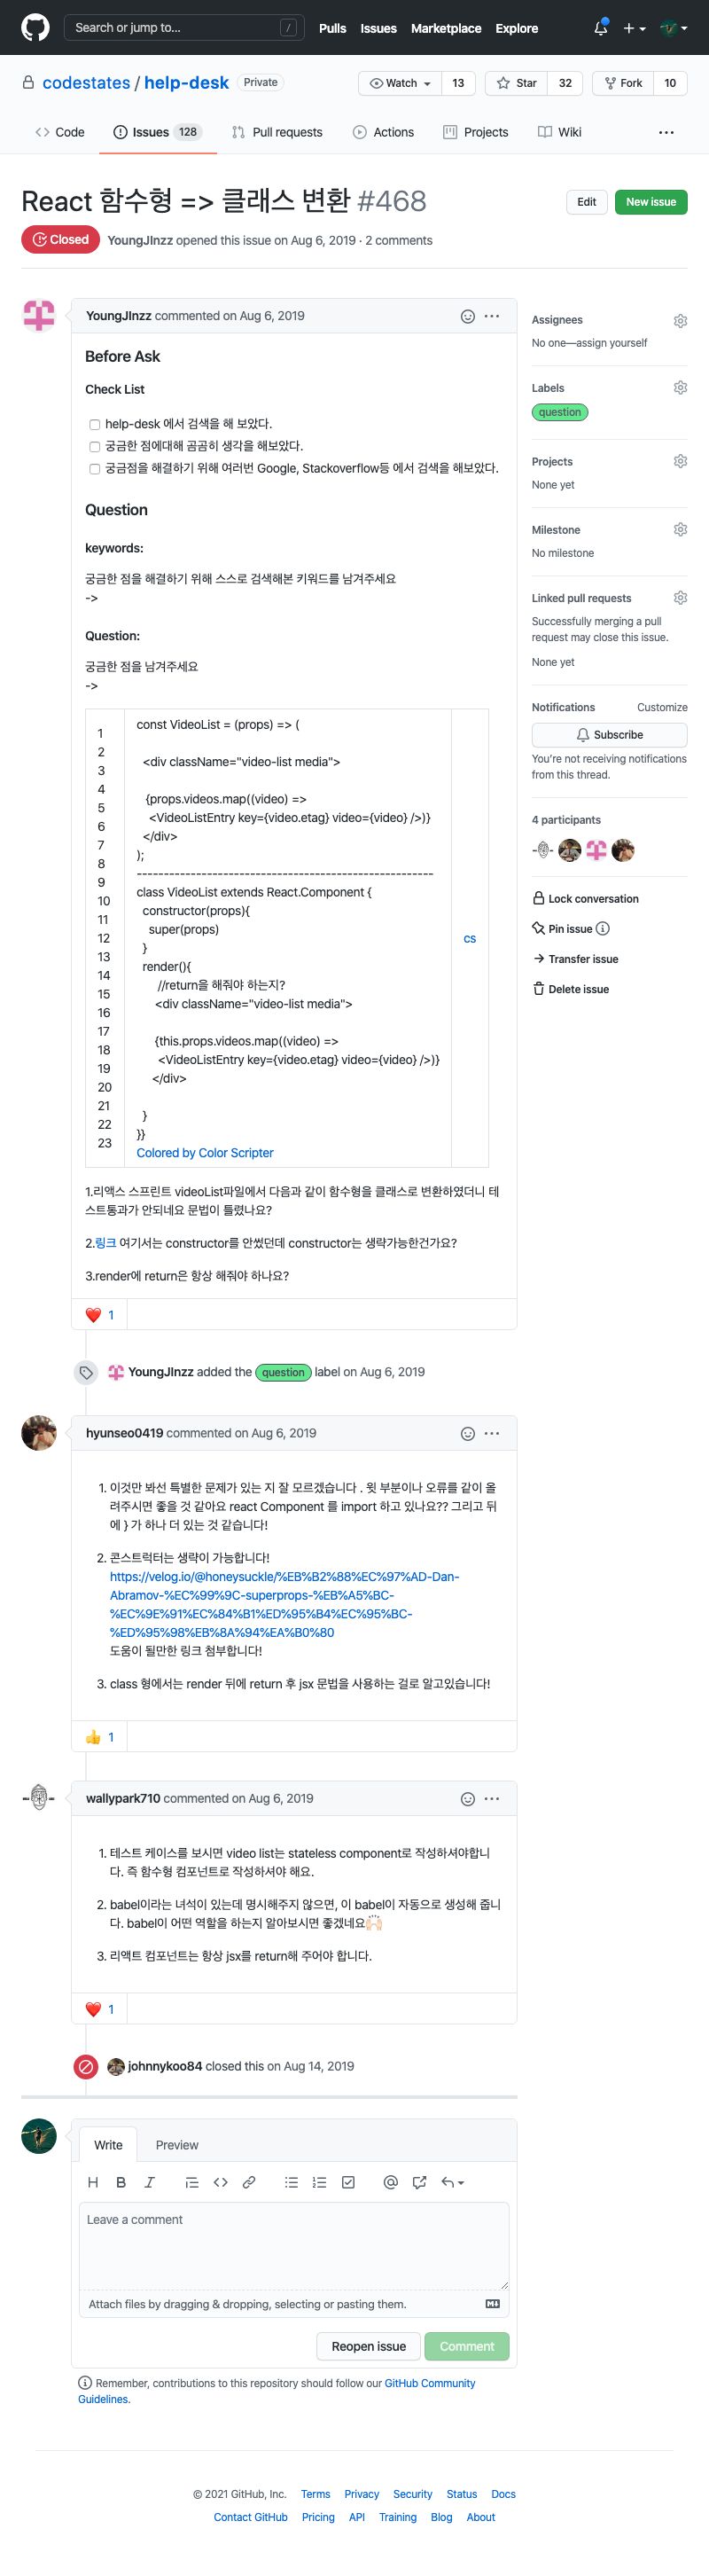 Search or jump to... /
Pulls Issues Marketplace Explore
codestates / help-desk Private
Watch 13 Star 32 Fork 10
Code Issues 128 Pull requests Actions Projects Wiki ...
React 함수형 => 클래스 변환 #468
Edit New issue
Closed YoungJInzz opened this issue on Aug 6, 2019 · 2 comments
YoungJInzz commented on Aug 6, 2019
Before Ask
Check List
help-desk 에서 검색을 해 보았다.
궁금한 점에대해 곰곰히 생각을 해보았다.
궁금점을 해결하기 위해 여러번 Google, Stackoverflow등 에서 검색을 해보았다.
Question
keywords:
궁금한 점을 해결하기 위해 스스로 검색해본 키워드를 남겨주세요
->
Question:
궁금한 점을 남겨주세요
->
1
2
3
4
5
6
7
8
9
10
11
12
13
14
15
16
17
18
19
20
21
22
23
const VideoList = (props) => (
<div className="video-list media">
{props.videos.map((video) =>
<VideoListEntry key={video.etag} video={video} />)}
</div>
);
--------------------------------------------------------
class VideoList extends React.Component {
constructor(props){
super(props)
}
render(){
//return을 해줘야 하는지?
<div className="video-list media">
{this.props.videos.map((video) =>
<VideoListEntry key={video.etag} video={video} />)}
</div>
}
}}
Colored by Color Scripter
cs
1.리액스 스프린트 videoList파일에서 다음과 같이 함수형을 클래스로 변환하였더니 테
스트통과가 안되네요 문법이 틀렸나요?
2.링크 여기서는 constructor를 안썼던데 constructor는 생략가능한건가요?
3.render에 return은 항상 해줘야 하나요?
❤️ 1
YoungJInzz added the question label on Aug 6, 2019
hyunseo0419 commented on Aug 6, 2019
1. 이것만 봐선 특별한 문제가 있는 지 잘 모르겠습니다 . 윗 부분이나 오류를 같이 올
려주시면 좋을 것 같아요 react Component 를 import 하고 있나요?? 그리고 뒤
에 } 가 하나 더 있는 것 같습니다!
2. 콘스트럭터는 생략이 가능합니다!
https://velog.io/@honeysuckle/%EB%B2%88%EC%97%AD-Dan-
Abramov-%EC%99%9C-superprops-%EB%A5%BC-
%EC%9E%91%EC%84%B1%ED%95%B4%EC%95%BC-
%ED%95%98%EB%8A%94%EA%B0%80
도움이 될만한 링크 첨부합니다!
3. class 형에서는 render 뒤에 return 후 jsx 문법을 사용하는 걸로 알고있습니다!
👍 1
wallypark710 commented on Aug 6, 2019
1. 테스트 케이스를 보시면 video list는 stateless component로 작성하셔야합니
다. 즉 함수형 컴포넌트로 작성하셔야 해요.
2. babel이라는 녀석이 있는데 명시해주지 않으면, 이 babel이 자동으로 생성해 줍니
다. babel이 어떤 역할을 하는지 알아보시면 좋겠네요🙌🏻
3. 리액트 컴포넌트는 항상 jsx를 return해 주어야 합니다.
❤️ 1
johnnykoo84 closed this on Aug 14, 2019
Write Preview
Leave a comment
Attach files by dragging & dropping, selecting or pasting them.
Reopen issue Comment
Remember, contributions to this repository should follow our GitHub Community
Guidelines.
Assignees
No one—assign yourself
Labels
question
Projects
None yet
Milestone
No milestone
Linked pull requests
Successfully merging a pull
request may close this issue.
None yet
Notifications Customize
Subscribe
You're not receiving notifications
from this thread.
4 participants
Lock conversation
Pin issue
Transfer issue
Delete issue
© 2021 GitHub, Inc. Terms Privacy Security Status Docs
Contact GitHub Pricing API Training Blog About